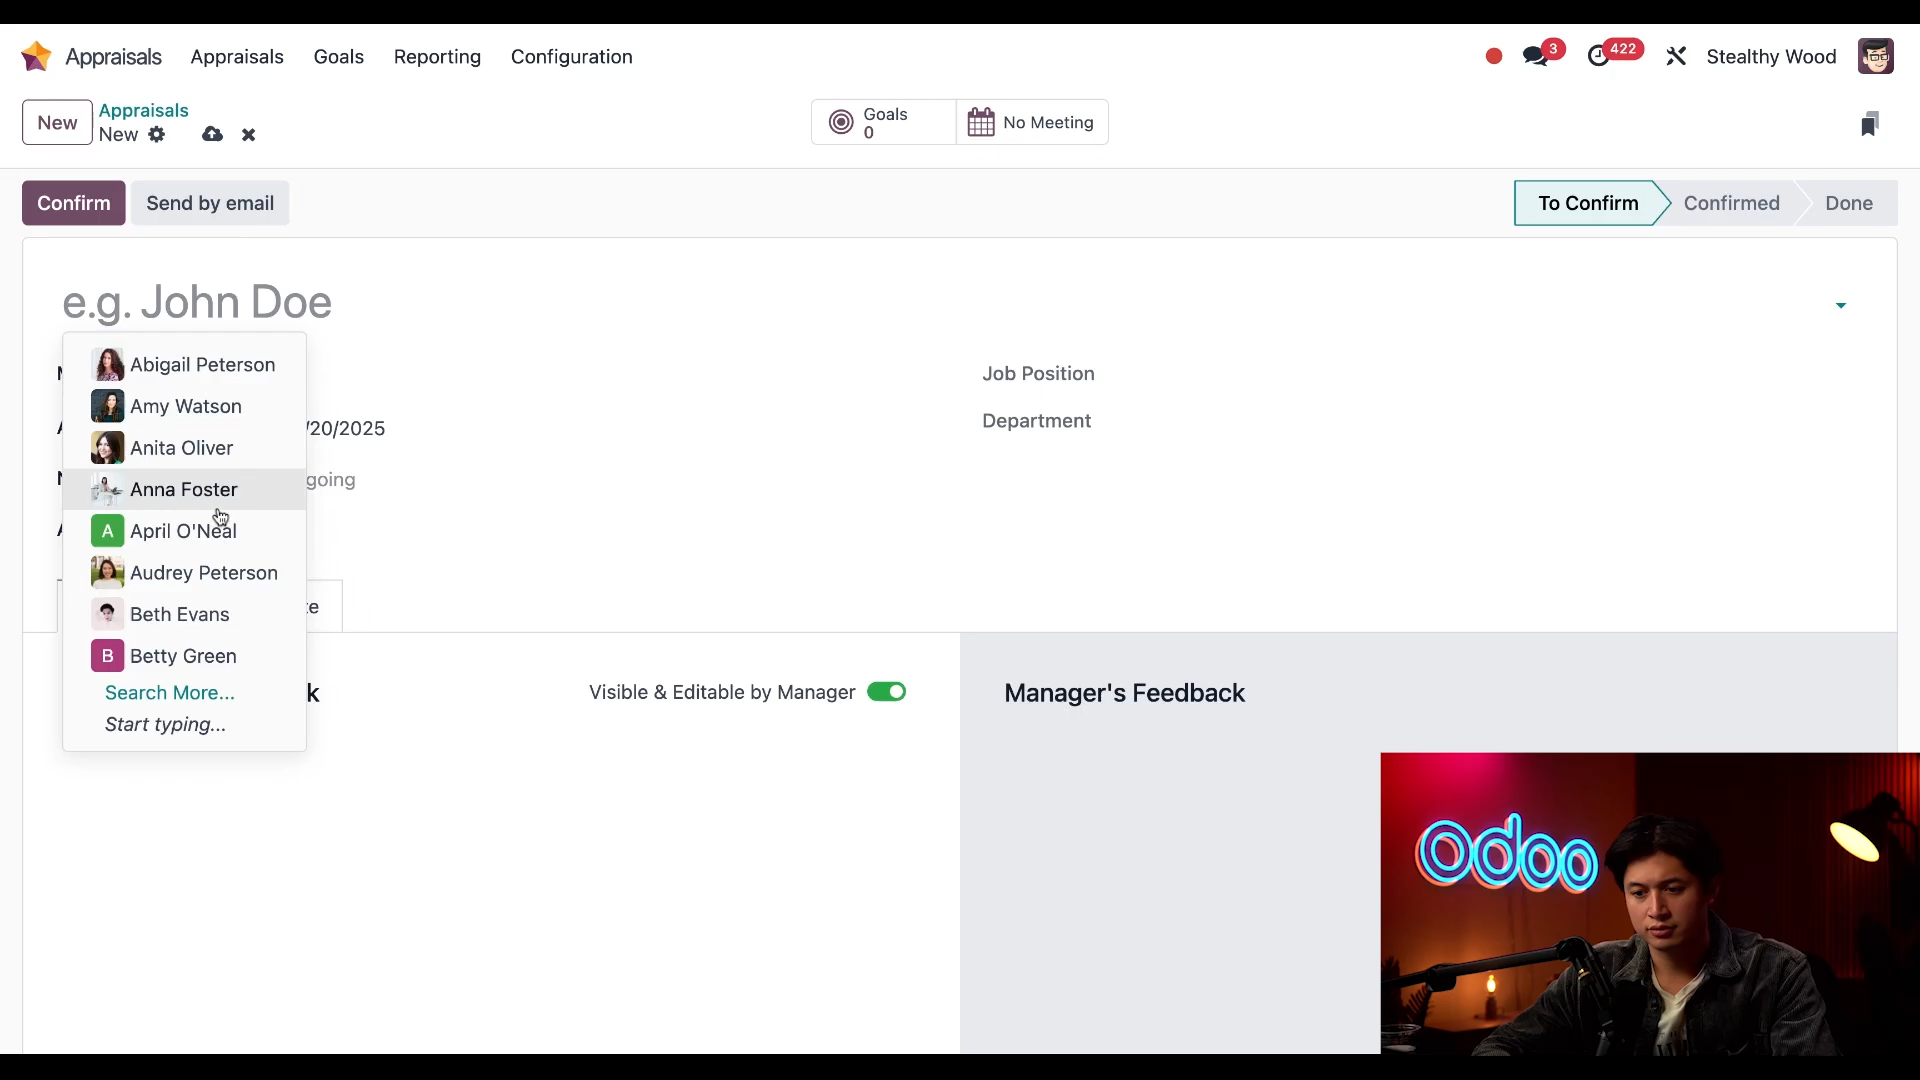 Appraisals Appraisals Goals Reporting Configuration 3 422 Stealthy Wood
New Appraisals
New
Goals
0
No Meeting
Confirm Send by email To Confirm Confirmed Done
e.g. John Doe
Abigail Peterson
Job Position
Amy Watson
/20/2025
Department
Anita Oliver
going
Anna Foster
A April O'Neal
Audrey Peterson
te
Beth Evans
B Betty Green
Search More...
k Visible & Editable by Manager Manager's Feedback
Start typing...
odoo